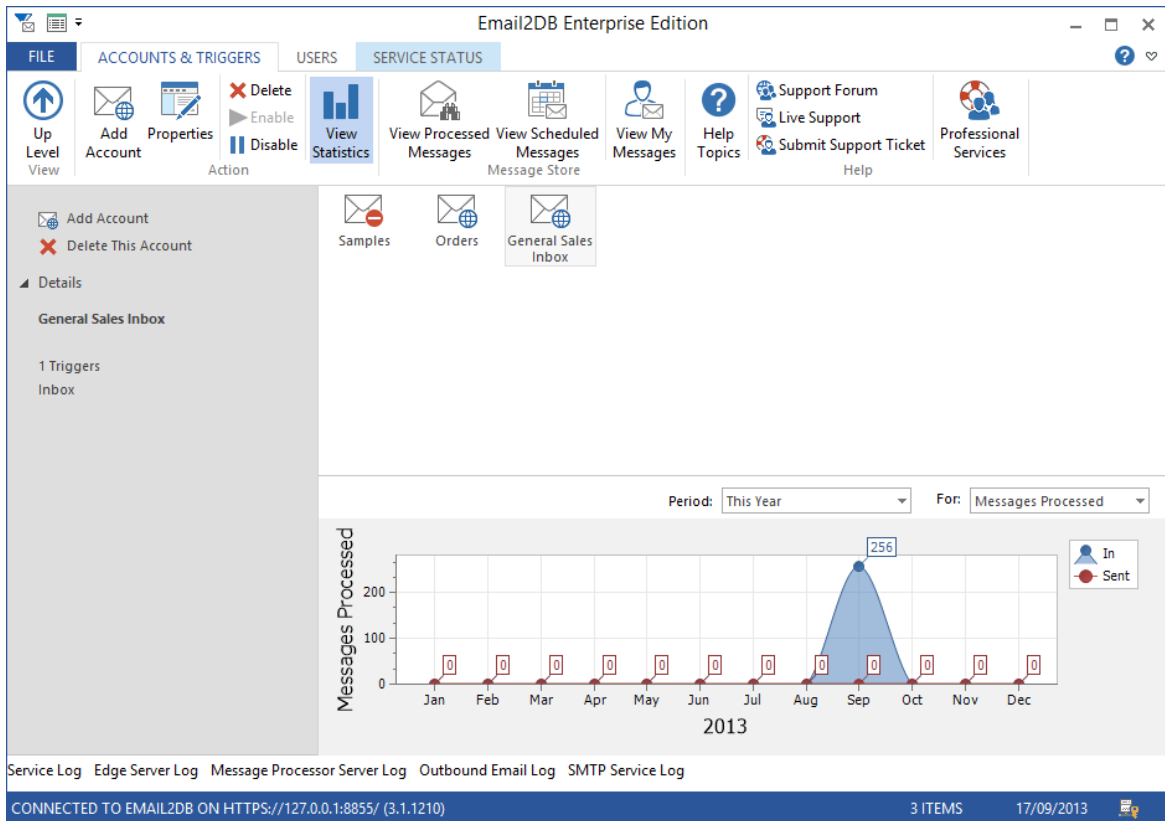 Email2DB Enterprise Edition
FILE ACCOUNTS & TRIGGERS USERS SERVICE STATUS
Up Level
Add Account
Properties
Delete
Enable
Disable
View Statistics
View Processed Messages
View Scheduled Messages
View My Messages
Help Topics
Support Forum
Live Support
Submit Support Ticket
Professional Services
View Action Message Store Help
Add Account
Delete This Account
Details
General Sales Inbox
1 Triggers
Inbox
Samples
Orders
General Sales Inbox
Period: This Year For: Messages Processed
Messages Processed
256
In
Sent
200
100
0
0 0 0 0 0 0 0 0 0 0 0 0
Jan Feb Mar Apr May Jun Jul Aug Sep Oct Nov Dec
2013
Service Log Edge Server Log Message Processor Server Log Outbound Email Log SMTP Service Log
CONNECTED TO EMAIL2DB ON HTTPS://127.0.0.1:8855/ (3.1.1210) 3 ITEMS 17/09/2013